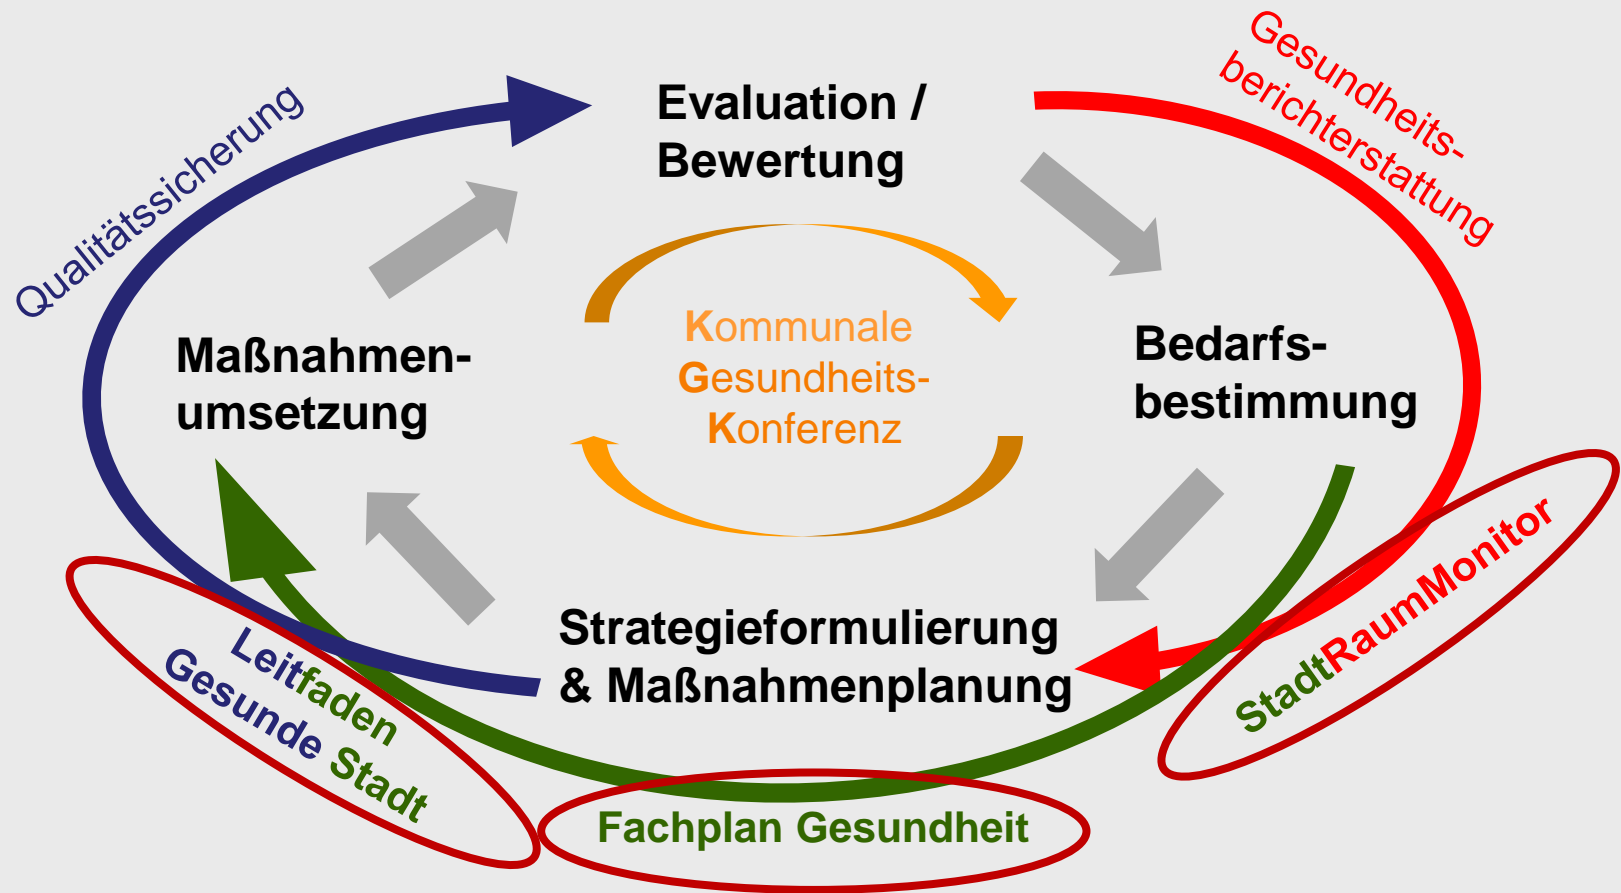 Qualitätssicherung
Evaluation /
Bewertung
Gesundheits-
berichterstattung
Maßnahmen-
umsetzung
Kommunale
Gesundheits-
Konferenz
Bedarfs-
bestimmung
Strategieformulierung
& Maßnahmenplanung
StadtRaumMonitor
Leitfaden
Gesunde Stadt
Fachplan Gesundheit